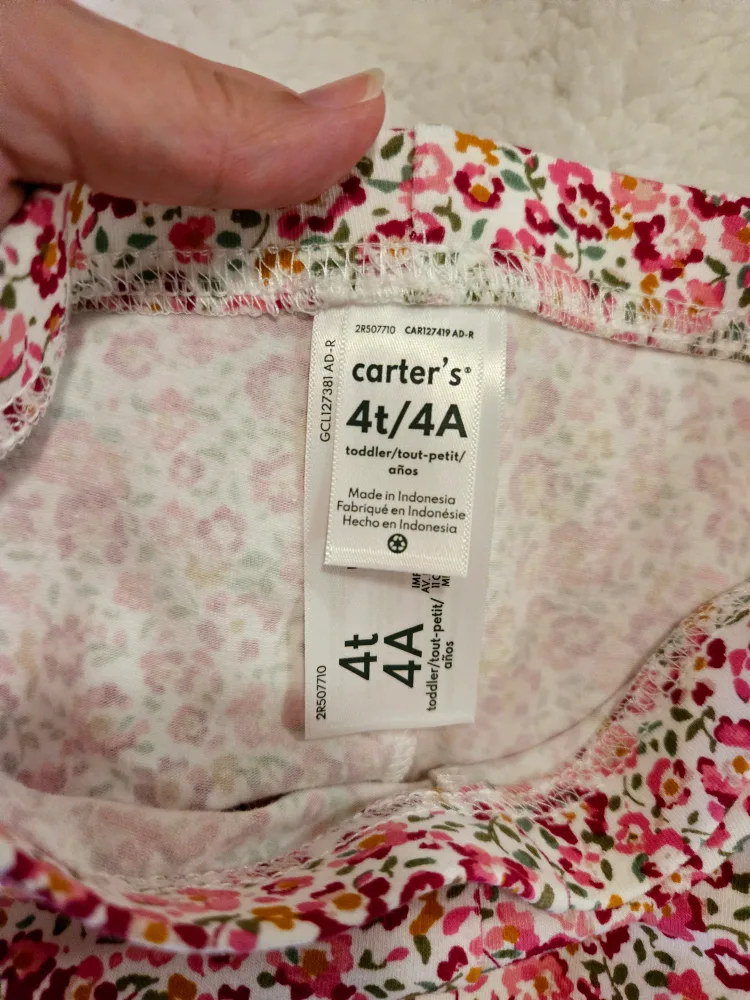 2R507710 CAR127419 AD-R
carter's®
4t/4A
toddler/tout-petit/
años
Made in Indonesia
Fabriqué en Indonésie
Hecho en Indonesia
GCL127381 AD-R
2R507710
4t
4A
toddler/tout-petit/
años